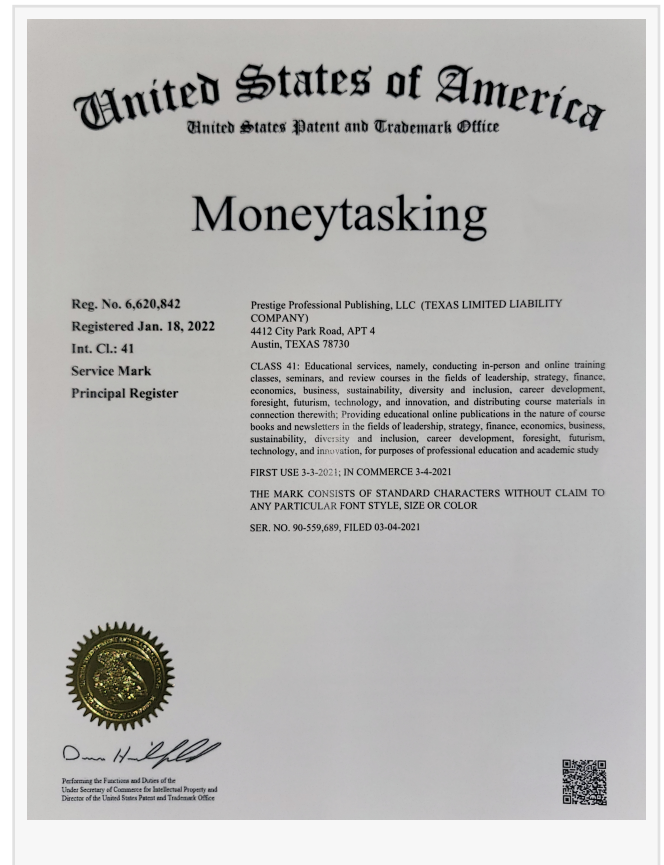 United States of America
United States Patent and Trademark Office
Moneytasking
Reg. No. 6,620,842
Registered Jan. 18, 2022
Int. Cl.: 41
Service Mark
Principal Register
Prestige Professional Publishing, LLC (TEXAS LIMITED LIABILITY
COMPANY)
4412 City Park Road, APT 4
Austin, TEXAS 78730
CLASS 41: Educational services, namely, conducting in-person and online training
classes, seminars, and review courses in the fields of leadership, strategy, finance,
economics, business, sustainability, diversity and inclusion, career development,
foresight, futurism, technology, and innovation, and distributing course materials in
connection therewith; Providing educational online publications in the nature of course
books and newsletters in the fields of leadership, strategy, finance, economics, business,
sustainability, diversity and inclusion, career development, foresight, futurism,
technology, and innovation, for purposes of professional education and academic study
FIRST USE 3-3-2021; IN COMMERCE 3-4-2021
THE MARK CONSISTS OF STANDARD CHARACTERS WITHOUT CLAIM TO
ANY PARTICULAR FONT STYLE, SIZE OR COLOR
SER. NO. 90-559,689, FILED 03-04-2021
Performing the Functions and Duties of the
Under Secretary of Commerce for Intellectual Property and
Director of the United States Patent and Trademark Office